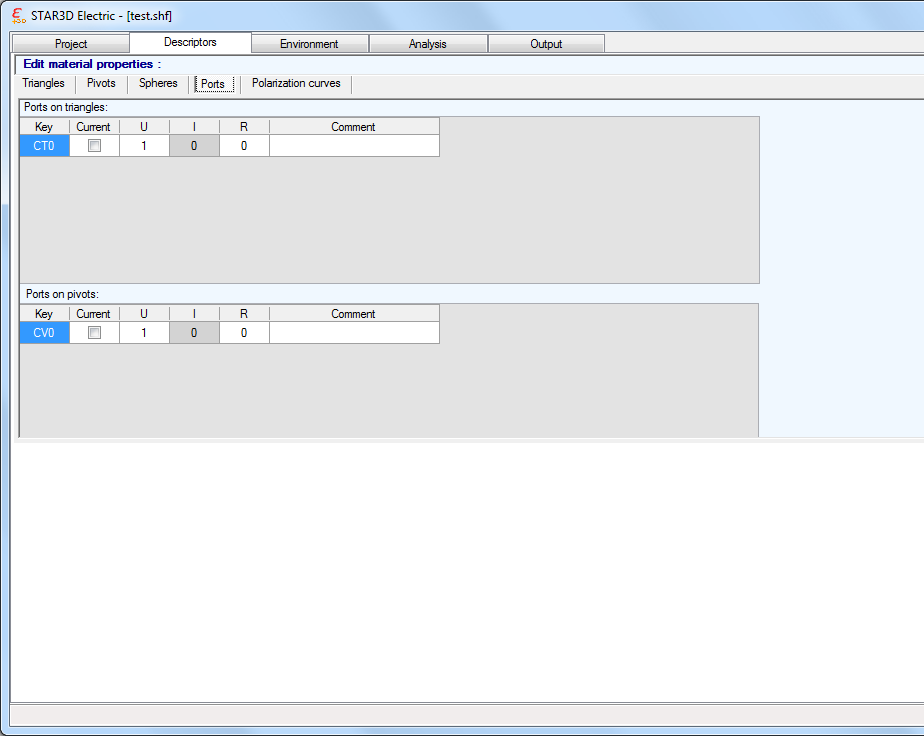 STAR3D Electric - [test.shf]
Project Descriptors Environment Analysis Output
Edit material properties :
Triangles Pivots Spheres Ports Polarization curves
Ports on triangles:
Key Current U I R Comment
CT0 1 0 0
Ports on pivots:
Key Current U I R Comment
CV0 1 0 0